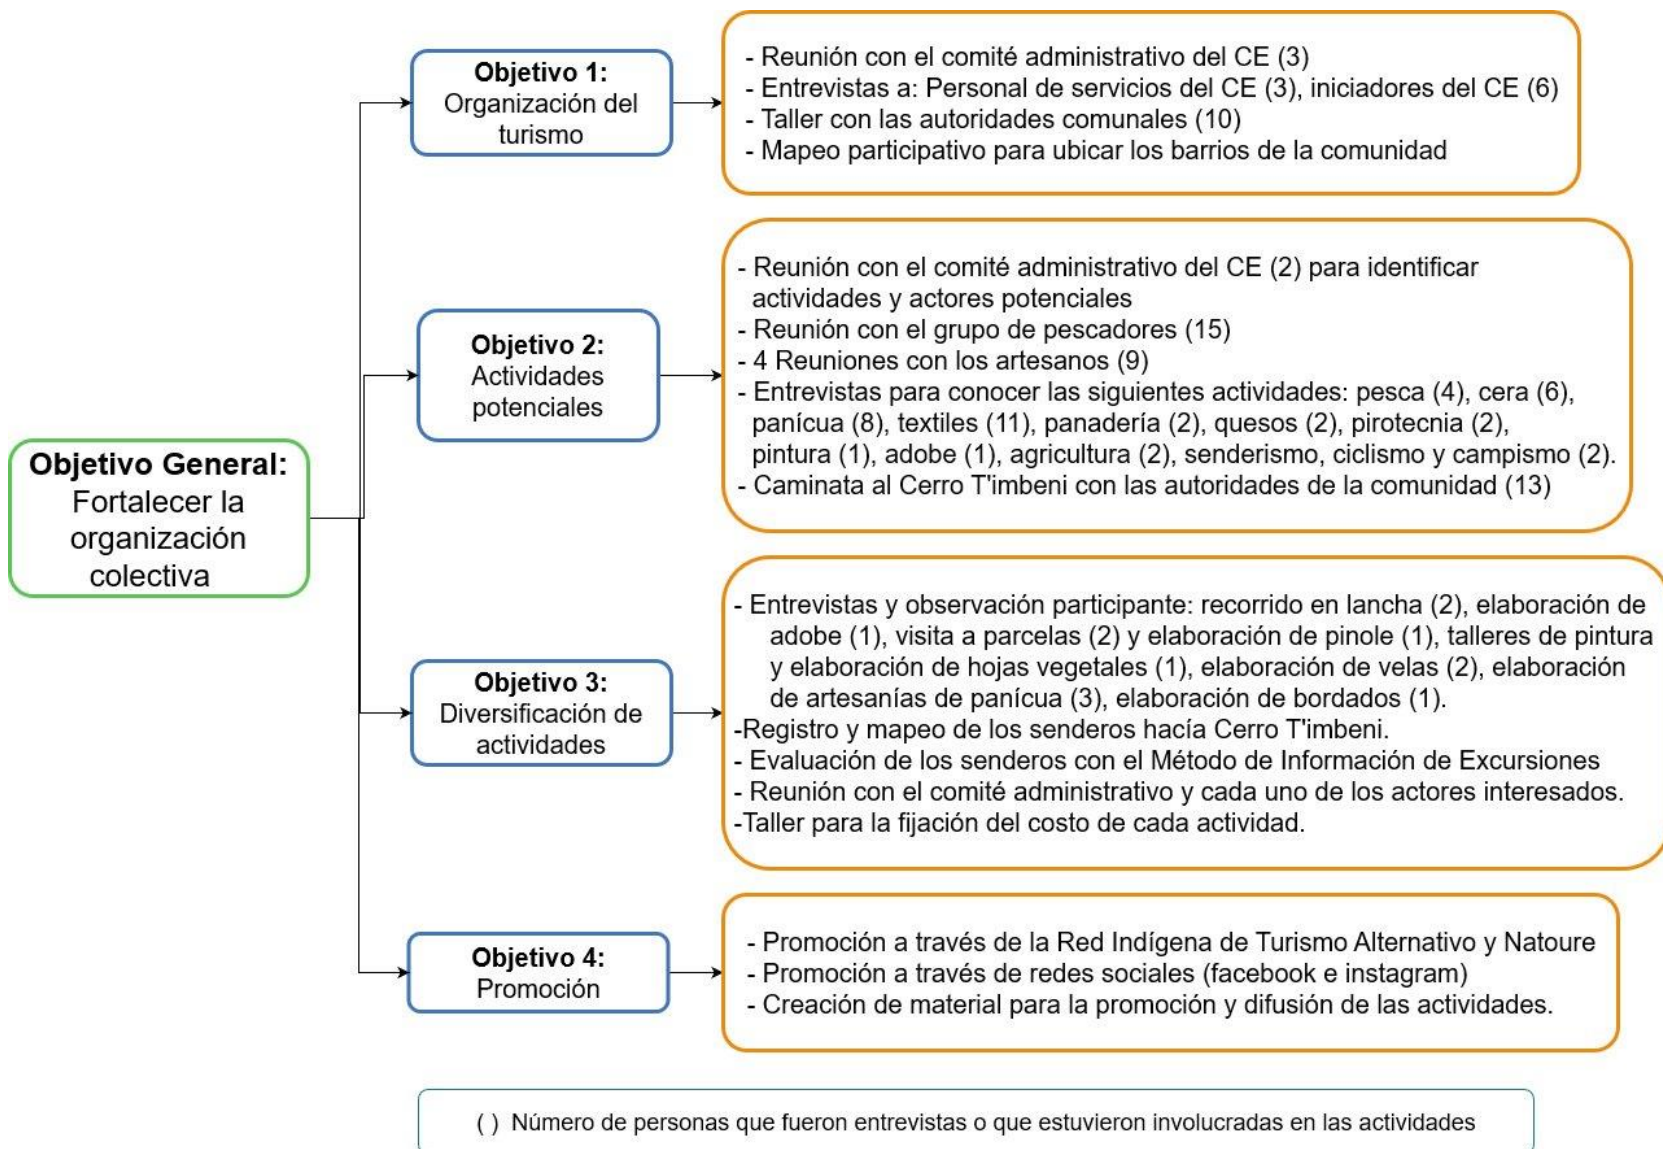 Objetivo General:
Fortalecer la
organización
colectiva
Objetivo 1:
Organización del
turismo
- Reunión con el comité administrativo del CE (3)
- Entrevistas a: Personal de servicios del CE (3), iniciadores del CE (6)
- Taller con las autoridades comunales (10)
- Mapeo participativo para ubicar los barrios de la comunidad
Objetivo 2:
Actividades
potenciales
- Reunión con el comité administrativo del CE (2) para identificar
actividades y actores potenciales
- Reunión con el grupo de pescadores (15)
- 4 Reuniones con los artesanos (9)
- Entrevistas para conocer las siguientes actividades: pesca (4), cera (6),
panícua (8), textiles (11), panadería (2), quesos (2), pirotecnia (2),
pintura (1), adobe (1), agricultura (2), senderismo, ciclismo y campismo (2).
- Caminata al Cerro T'imbeni con las autoridades de la comunidad (13)
Objetivo 3:
Diversificación de
actividades
- Entrevistas y observación participante: recorrido en lancha (2), elaboración de
adobe (1), visita a parcelas (2) y elaboración de pinole (1), talleres de pintura
y elaboración de hojas vegetales (1), elaboración de velas (2), elaboración
de artesanías de panícua (3), elaboración de bordados (1).
-Registro y mapeo de los senderos hacía Cerro T'imbeni.
- Evaluación de los senderos con el Método de Información de Excursiones
- Reunión con el comité administrativo y cada uno de los actores interesados.
-Taller para la fijación del costo de cada actividad.
Objetivo 4:
Promoción
- Promoción a través de la Red Indígena de Turismo Alternativo y Natoure
- Promoción a través de redes sociales (facebook e instagram)
- Creación de material para la promoción y difusión de las actividades.
( ) Número de personas que fueron entrevistas o que estuvieron involucradas en las actividades